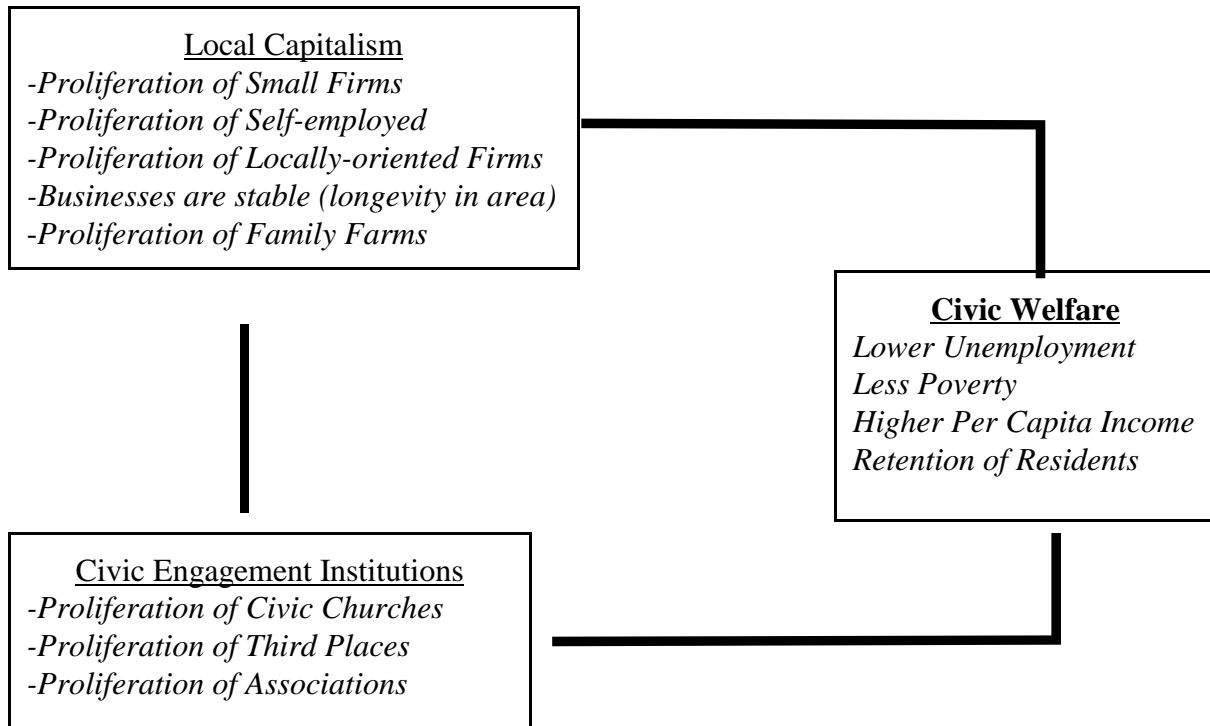 Local Capitalism
-Proliferation of Small Firms
-Proliferation of Self-employed
-Proliferation of Locally-oriented Firms
-Businesses are stable (longevity in area)
-Proliferation of Family Farms
Civic Welfare
Lower Unemployment
Less Poverty
Higher Per Capita Income
Retention of Residents
Civic Engagement Institutions
-Proliferation of Civic Churches
-Proliferation of Third Places
-Proliferation of Associations